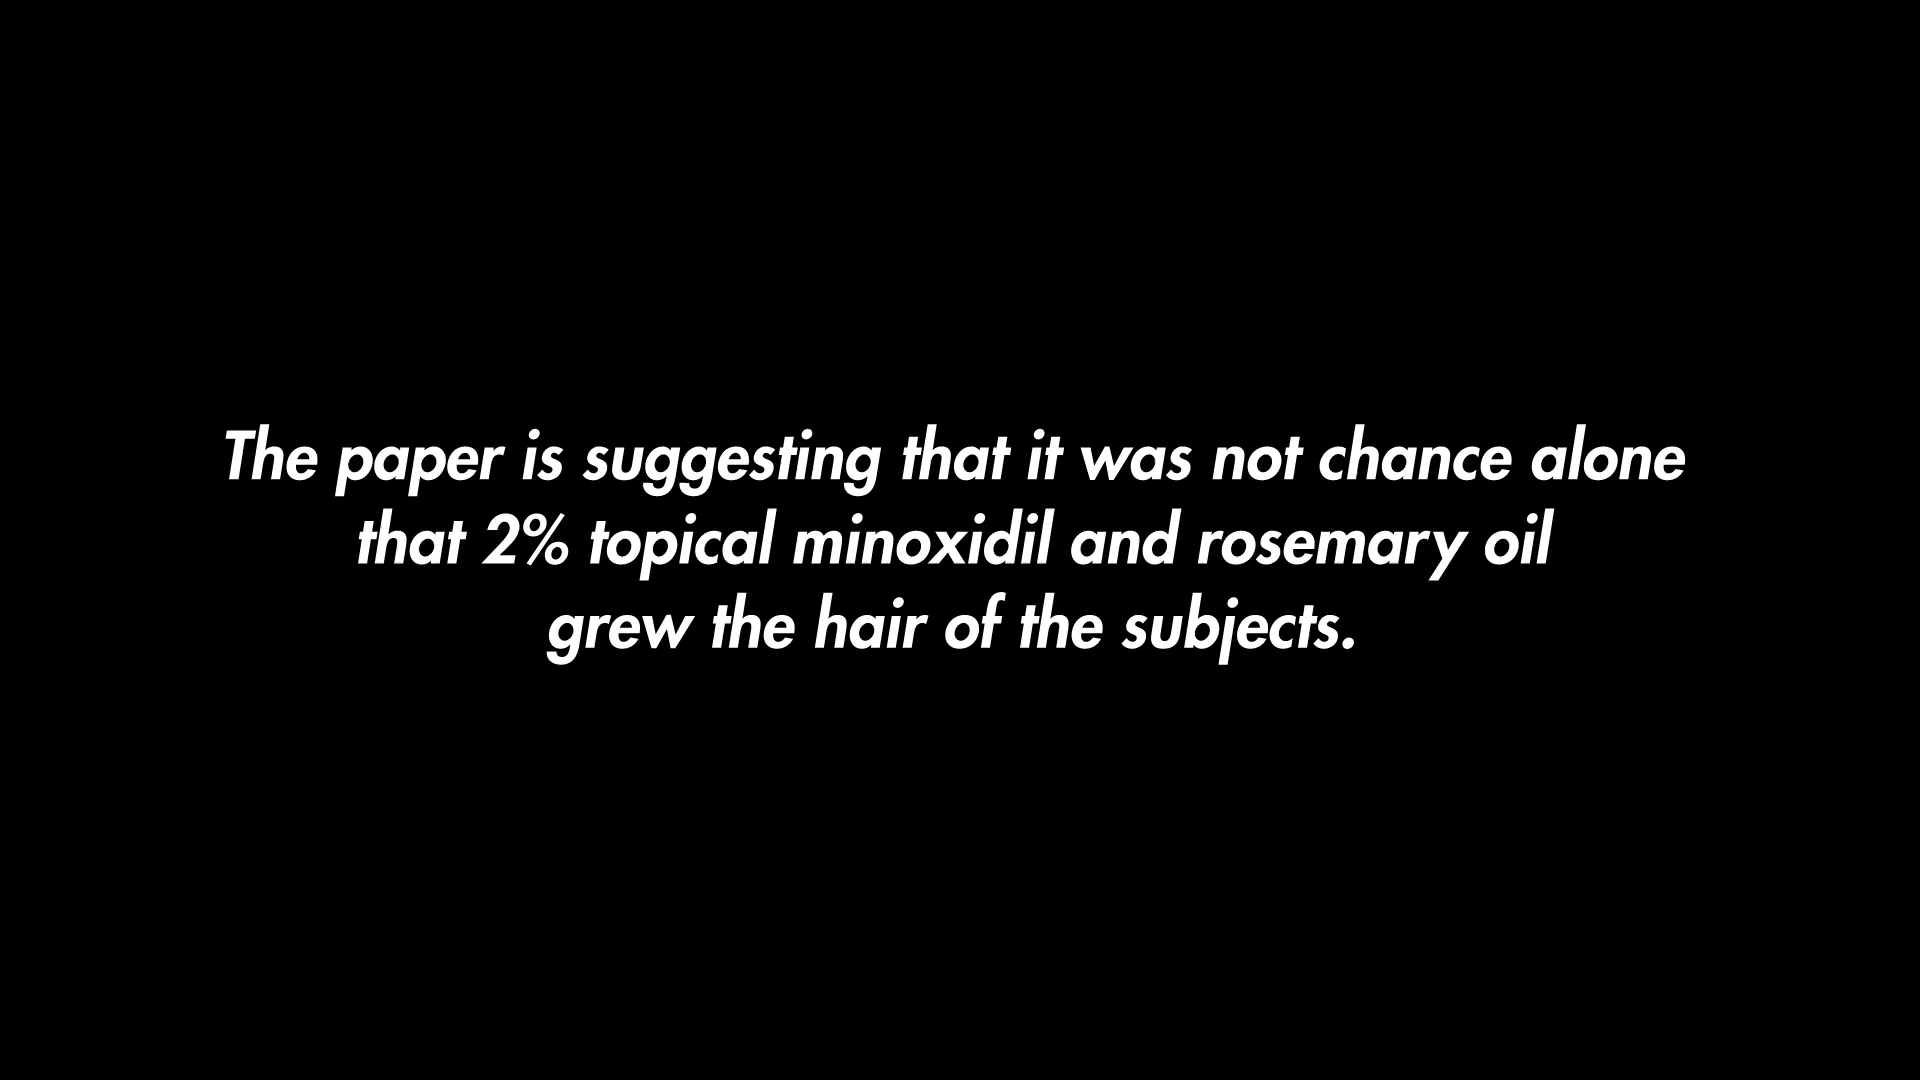 The paper is suggesting that it was not chance alone
that 2% topical minoxidil and rosemary oil
grew the hair of the subjects.